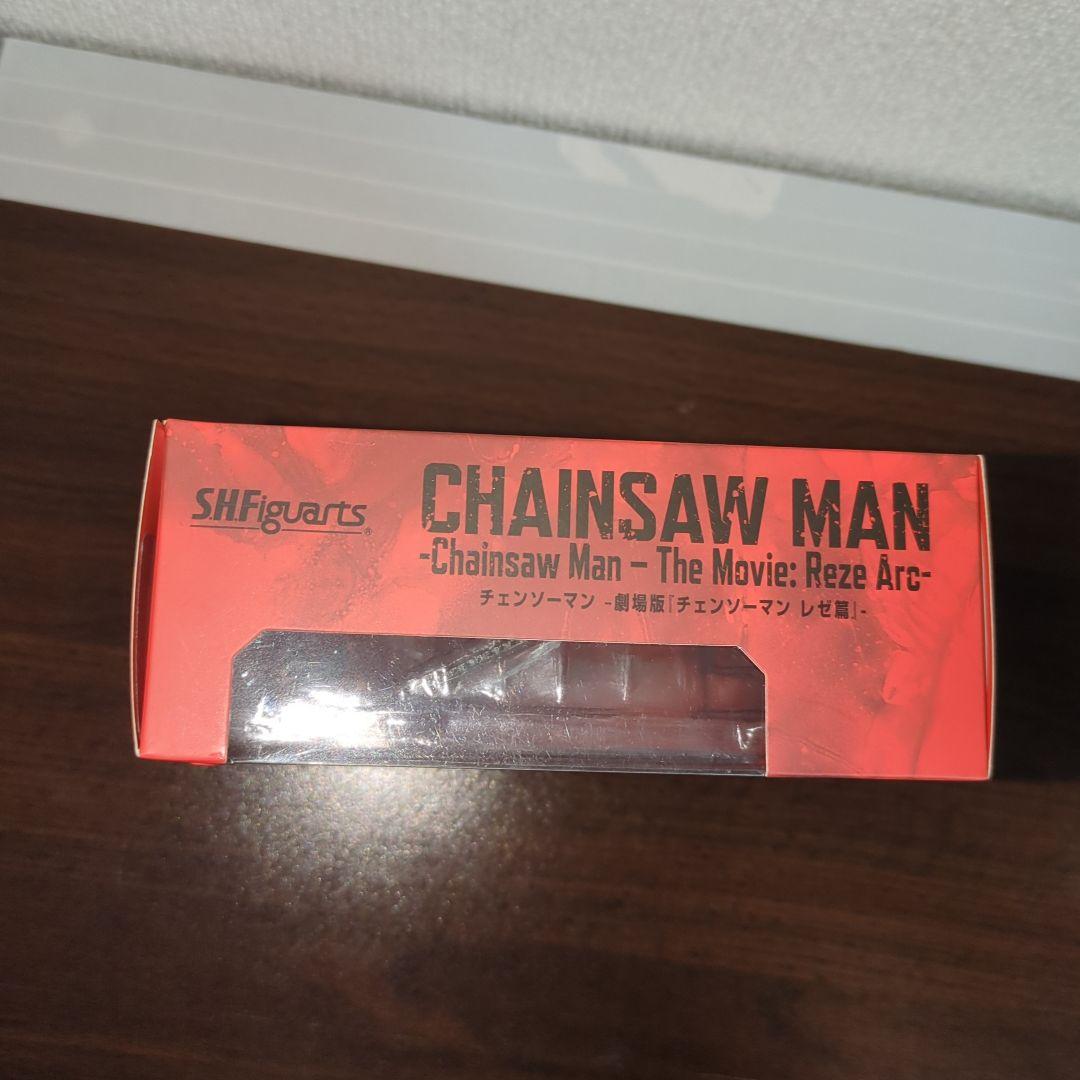 S.H.Figuarts®
CHAINSAW MAN
-Chainsaw Man – The Movie: Reze Arc-
チェンソーマン -劇場版『チェンソーマン レゼ篇』-